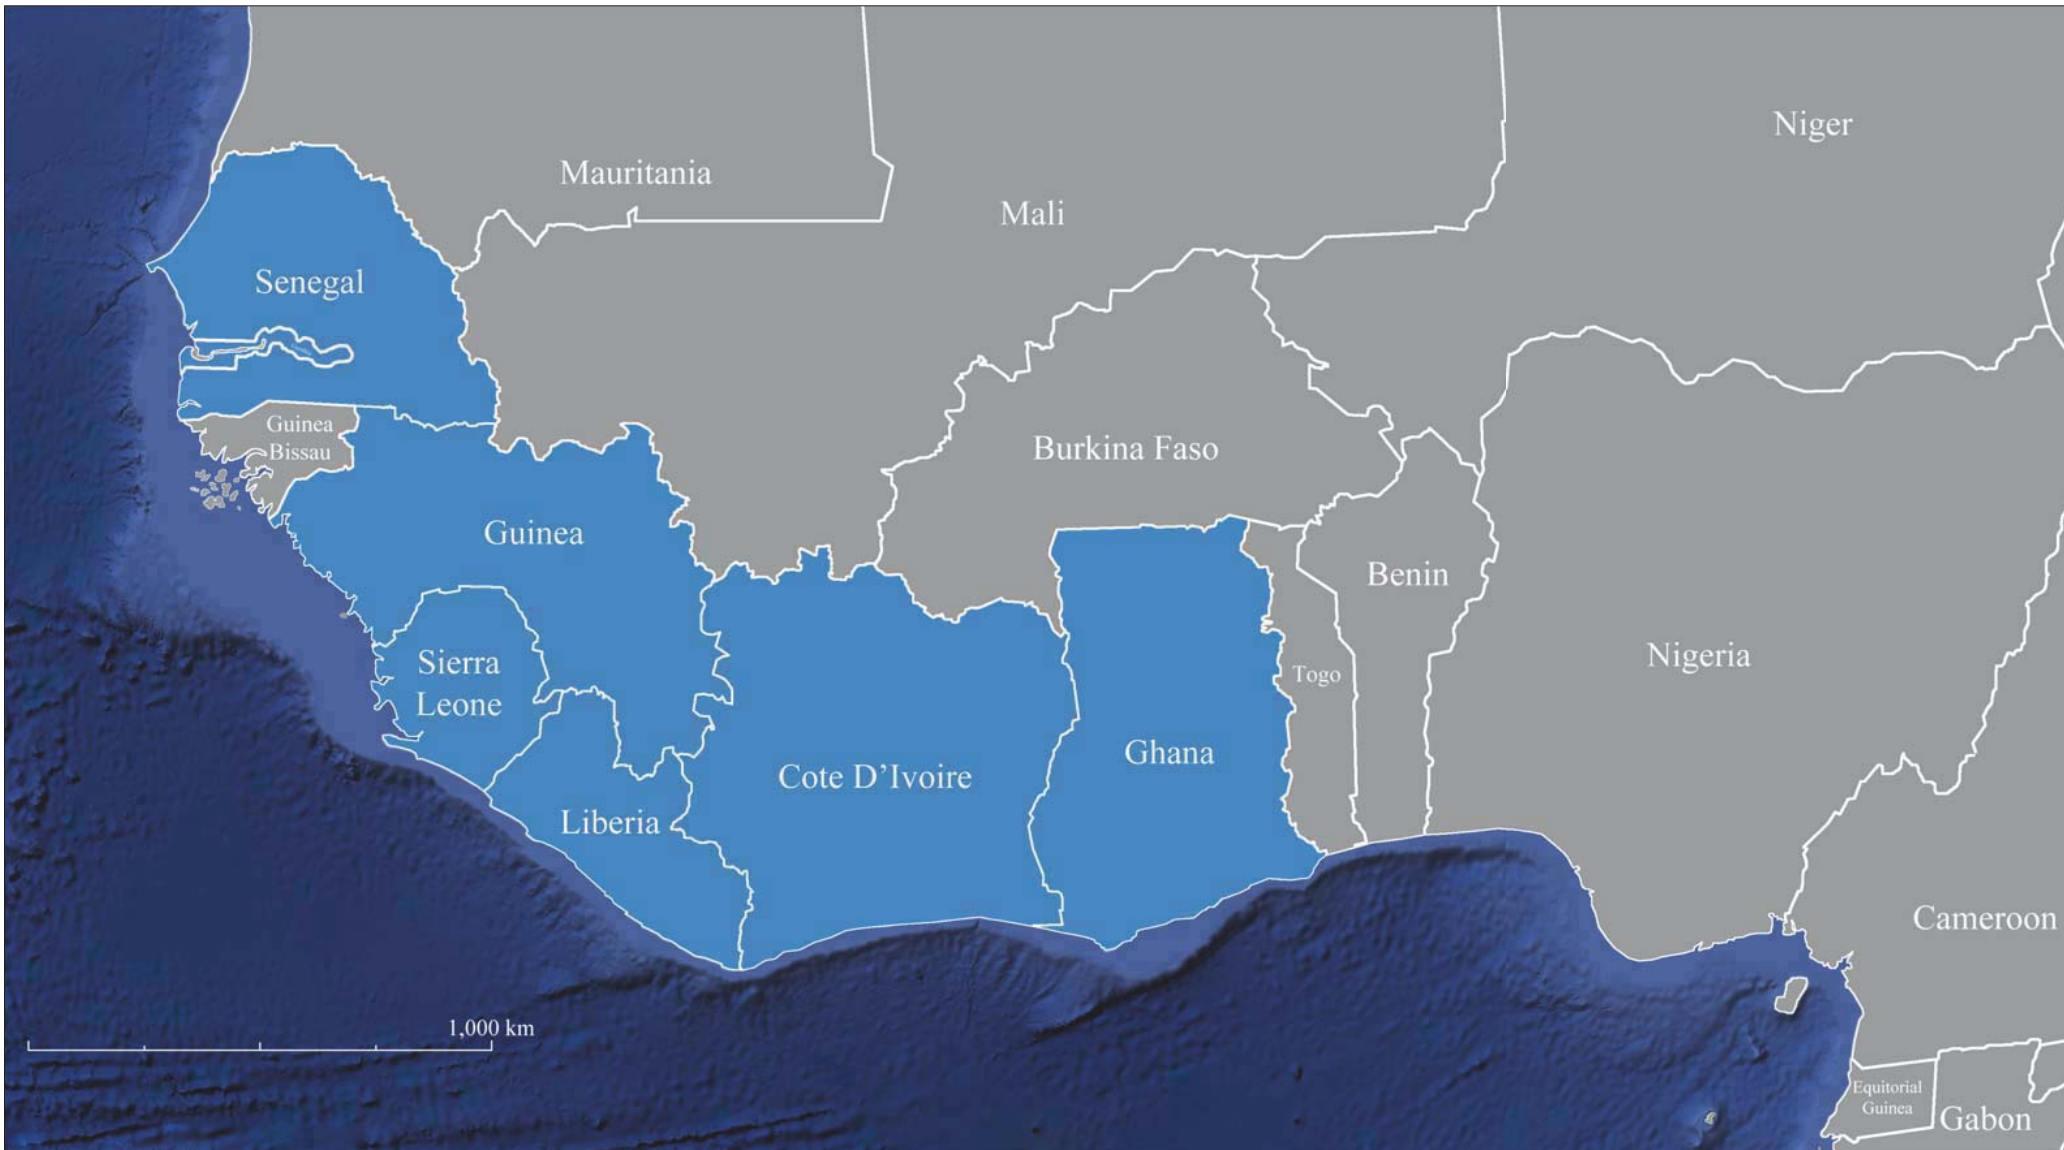 Niger
Mauritania
Mali
Senegal
Guinea
Bissau
Burkina Faso
Guinea
Benin
Sierra
Leone
Togo
Nigeria
Ghana
Cote D’Ivoire
Liberia
Cameroon
1,000 km
Equitorial
Guinea
Gabon